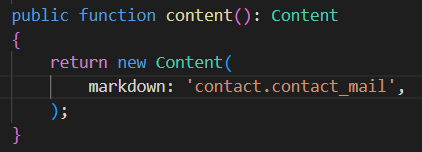 public function content(): Content
{
    return new Content(
        markdown: 'contact.contact_mail',
    );
}